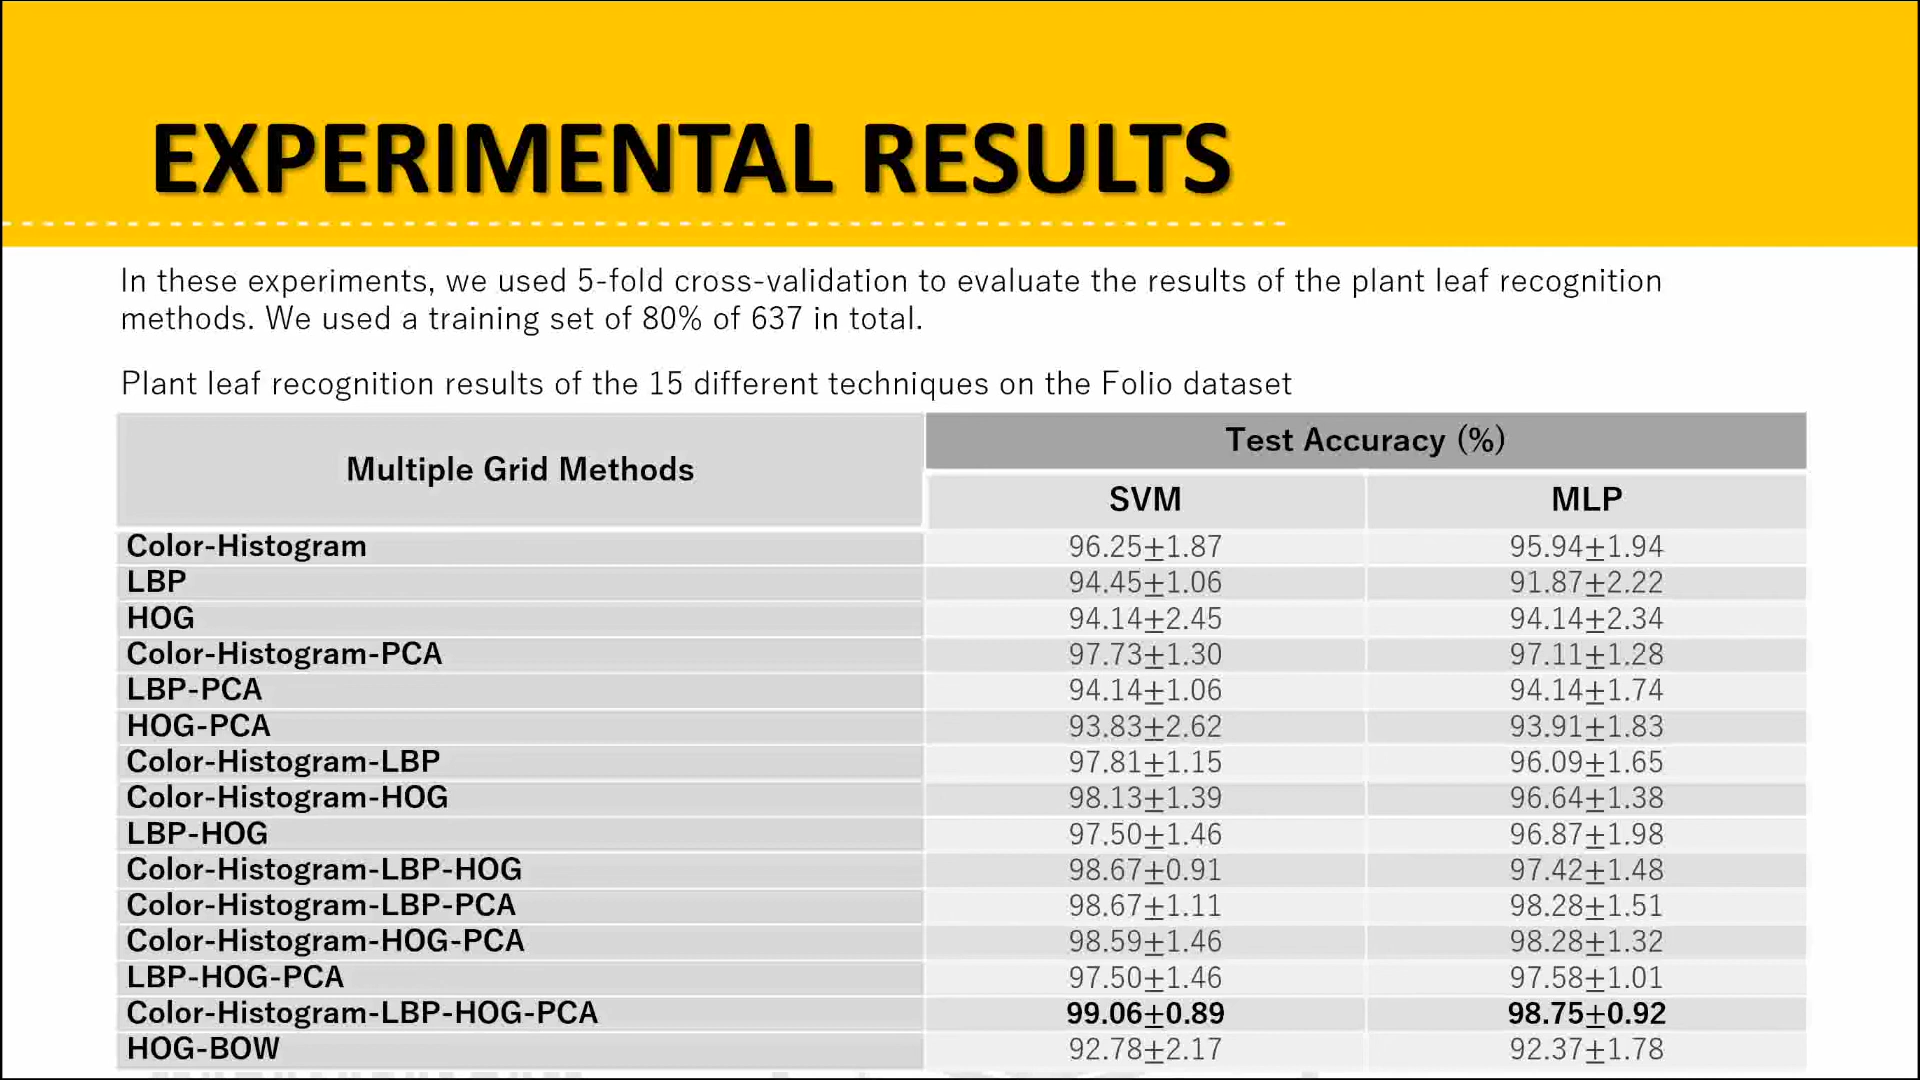 EXPERIMENTAL RESULTS
In these experiments, we used 5-fold cross-validation to evaluate the results of the plant leaf recognition
methods. We used a training set of 80% of 637 in total.
Plant leaf recognition results of the 15 different techniques on the Folio dataset
Multiple Grid Methods Test Accuracy (%)
SVM MLP
Color-Histogram 96.25±1.87 95.94±1.94
LBP 94.45±1.06 91.87±2.22
HOG 94.14±2.45 94.14±2.34
Color-Histogram-PCA 97.73±1.30 97.11±1.28
LBP-PCA 94.14±1.06 94.14±1.74
HOG-PCA 93.83±2.62 93.91±1.83
Color-Histogram-LBP 97.81±1.15 96.09±1.65
Color-Histogram-HOG 98.13±1.39 96.64±1.38
LBP-HOG 97.50±1.46 96.87±1.98
Color-Histogram-LBP-HOG 98.67±0.91 97.42±1.48
Color-Histogram-LBP-PCA 98.67±1.11 98.28±1.51
Color-Histogram-HOG-PCA 98.59±1.46 98.28±1.32
LBP-HOG-PCA 97.50±1.46 97.58±1.01
Color-Histogram-LBP-HOG-PCA 99.06±0.89 98.75±0.92
HOG-BOW 92.78±2.17 92.37±1.78